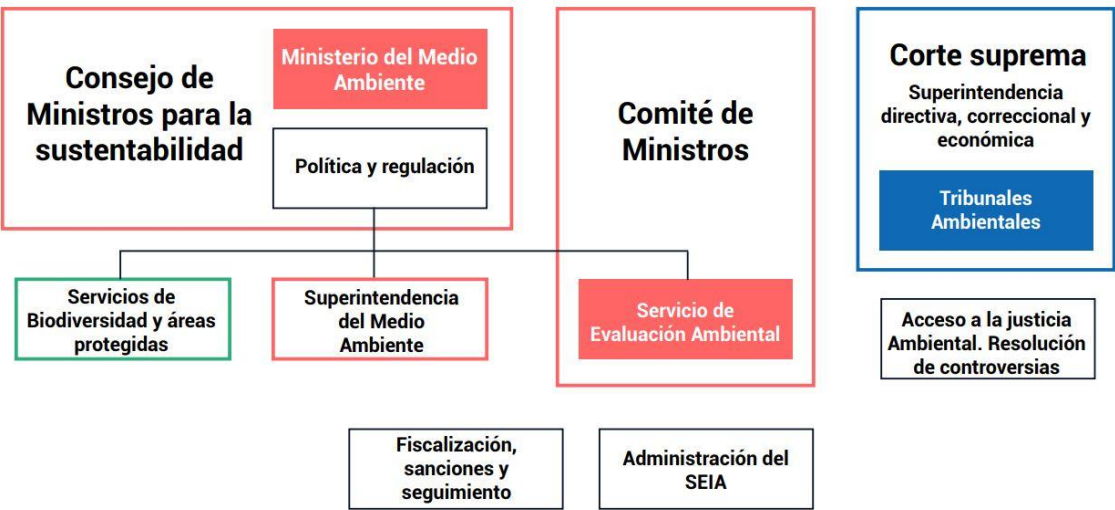 Consejo de
Ministros para la
sustentabilidad
Ministerio del Medio
Ambiente
Política y regulación
Comité de
Ministros
Corte suprema
Superintendencia
directiva, correccional y
económica
Tribunales
Ambientales
Servicios de
Biodiversidad y áreas
protegidas
Superintendencia
del Medio
Ambiente
Servicio de
Evaluación Ambiental
Acceso a la justicia
Ambiental. Resolución
de controversias
Fiscalización,
sanciones y
seguimiento
Administración del
SEIA